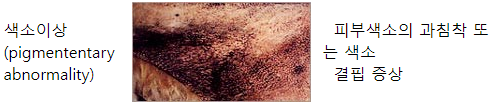 색소이상
(pigmententary
abnormality)
피부색소의 과침착 또
는 색소
결핍 증상